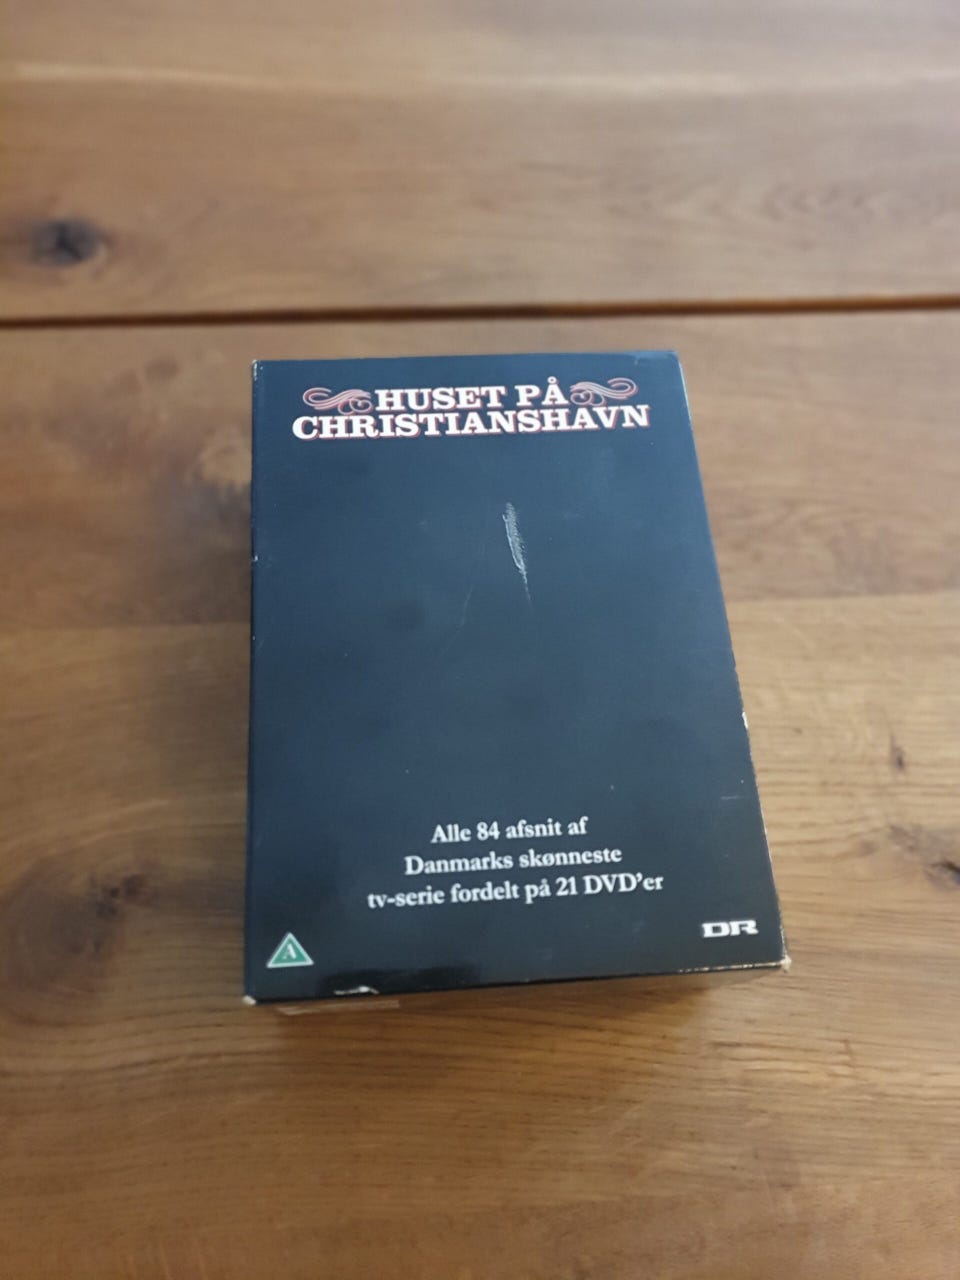 HUSET PÅ
CHRISTIANSHAVN
Alle 84 afsnit af
Danmarks skønneste
tv-serie fordelt på 21 DVD'er
DR
A